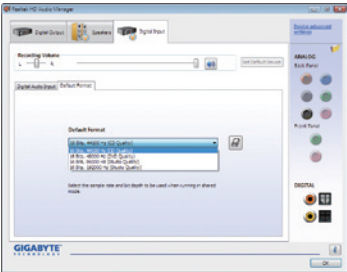 Realtek HD Audio Manager
Digital Output
Speakers
Digital Input
Device advanced settings
Recording Volume
L
R
Set Default Device
ANALOG
Back Panel
Digital Audio Input
Default Format
Default Format
16 Bits, 44100 Hz (CD Quality)
16 Bits, 44100 Hz (CD Quality)
16 Bits, 48000 Hz (DVD Quality)
16 Bits, 96000 Hz (Studio Quality)
16 Bits, 192000 Hz (Studio Quality)
Select the sample rate and bit depth to be used when running in shared
mode.
Front Panel
DIGITAL
GIGABYTE
TECHNOLOGY
OK